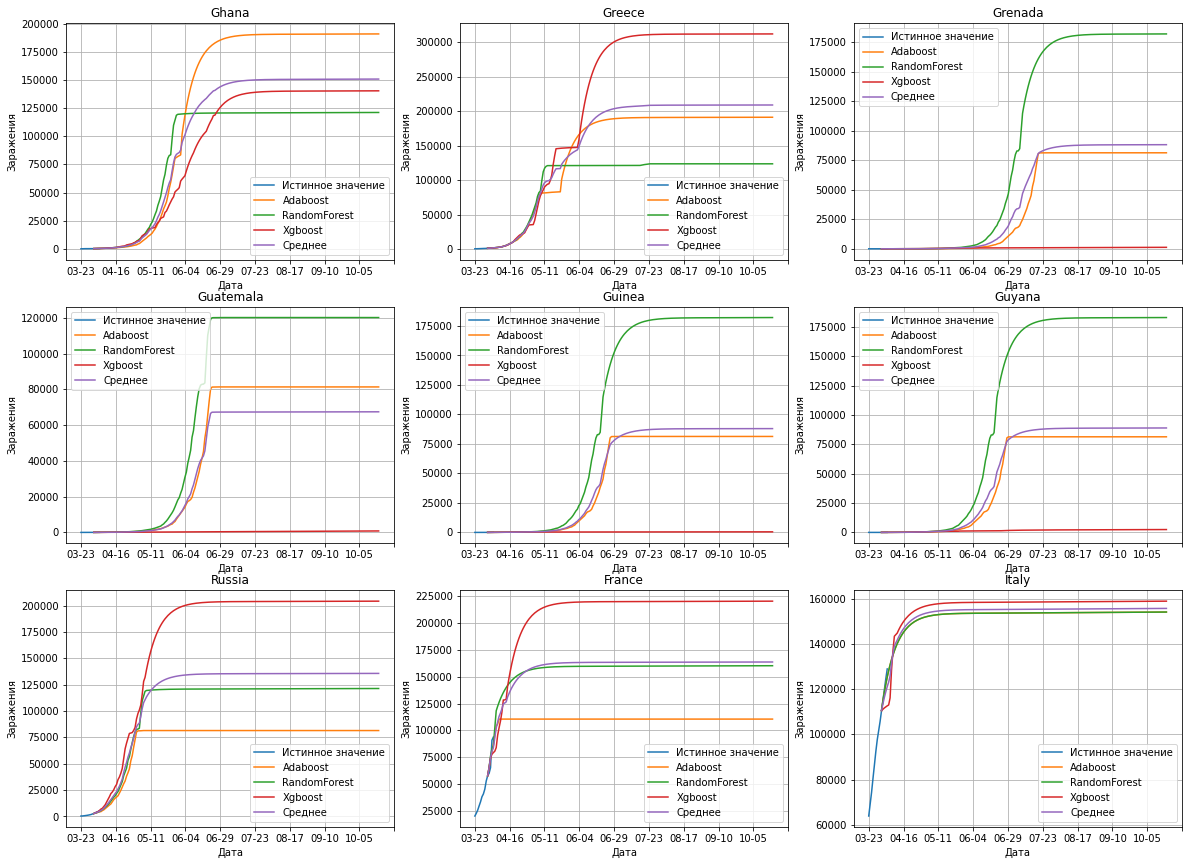 Ghana
200000
175000
150000
125000
100000
75000
50000
25000
0
Заражения
03-23 04-16 05-11 06-04 06-29 07-23 08-17 09-10 10-05
Дата
Истинное значение
Adaboost
RandomForest
Xgboost
Среднее
Greece
300000
250000
200000
150000
100000
50000
0
Заражения
03-23 04-16 05-11 06-04 06-29 07-23 08-17 09-10 10-05
Дата
Истинное значение
Adaboost
RandomForest
Xgboost
Среднее
Grenada
175000
150000
125000
100000
75000
50000
25000
0
Заражения
03-23 04-16 05-11 06-04 06-29 07-23 08-17 09-10 10-05
Дата
Истинное значение
Adaboost
RandomForest
Xgboost
Среднее
Guatemala
120000
100000
80000
60000
40000
20000
0
Заражения
03-23 04-16 05-11 06-04 06-29 07-23 08-17 09-10 10-05
Дата
Истинное значение
Adaboost
RandomForest
Xgboost
Среднее
Guinea
175000
150000
125000
100000
75000
50000
25000
0
Заражения
03-23 04-16 05-11 06-04 06-29 07-23 08-17 09-10 10-05
Дата
Истинное значение
Adaboost
RandomForest
Xgboost
Среднее
Guyana
175000
150000
125000
100000
75000
50000
25000
0
Заражения
03-23 04-16 05-11 06-04 06-29 07-23 08-17 09-10 10-05
Дата
Истинное значение
Adaboost
RandomForest
Xgboost
Среднее
Russia
200000
175000
150000
125000
100000
75000
50000
25000
0
Заражения
03-23 04-16 05-11 06-04 06-29 07-23 08-17 09-10 10-05
Дата
Истинное значение
Adaboost
RandomForest
Xgboost
Среднее
France
225000
200000
175000
150000
125000
100000
75000
50000
25000
Заражения
03-23 04-16 05-11 06-04 06-29 07-23 08-17 09-10 10-05
Дата
Истинное значение
Adaboost
RandomForest
Xgboost
Среднее
Italy
160000
140000
120000
100000
80000
60000
Заражения
03-23 04-16 05-11 06-04 06-29 07-23 08-17 09-10 10-05
Дата
Истинное значение
Adaboost
RandomForest
Xgboost
Среднее